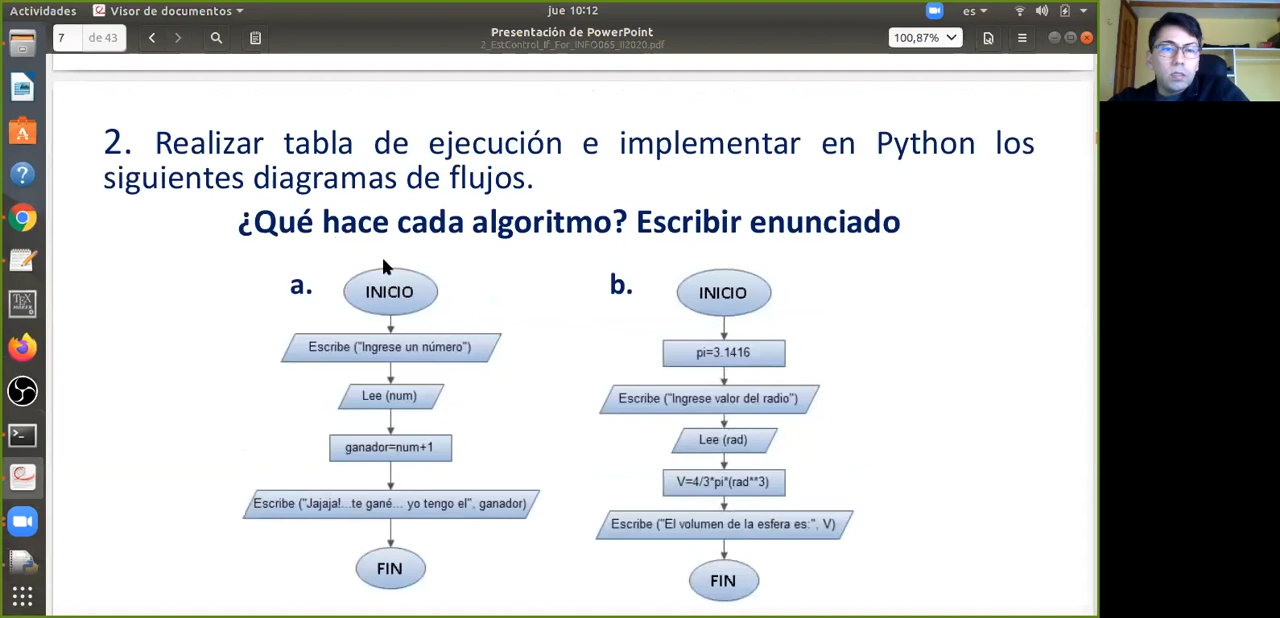 Actividades Visor de documentos jue 10:12 es
7 de 43 Presentación de PowerPoint 100,87%
2_EstControl_If_For_INFO065_II2020.pdf
2. Realizar tabla de ejecución e implementar en Python los
siguientes diagramas de flujos.
¿Qué hace cada algoritmo? Escribir enunciado
a.
INICIO
Escribe ("Ingrese un número")
Lee (num)
ganador=num+1
Escribe ("Jajaja!...te gané... yo tengo el", ganador)
FIN
b.
INICIO
pi=3.1416
Escribe ("Ingrese valor del radio")
Lee (rad)
V=4/3*pi*(rad**3)
Escribe ("El volumen de la esfera es:", V)
FIN